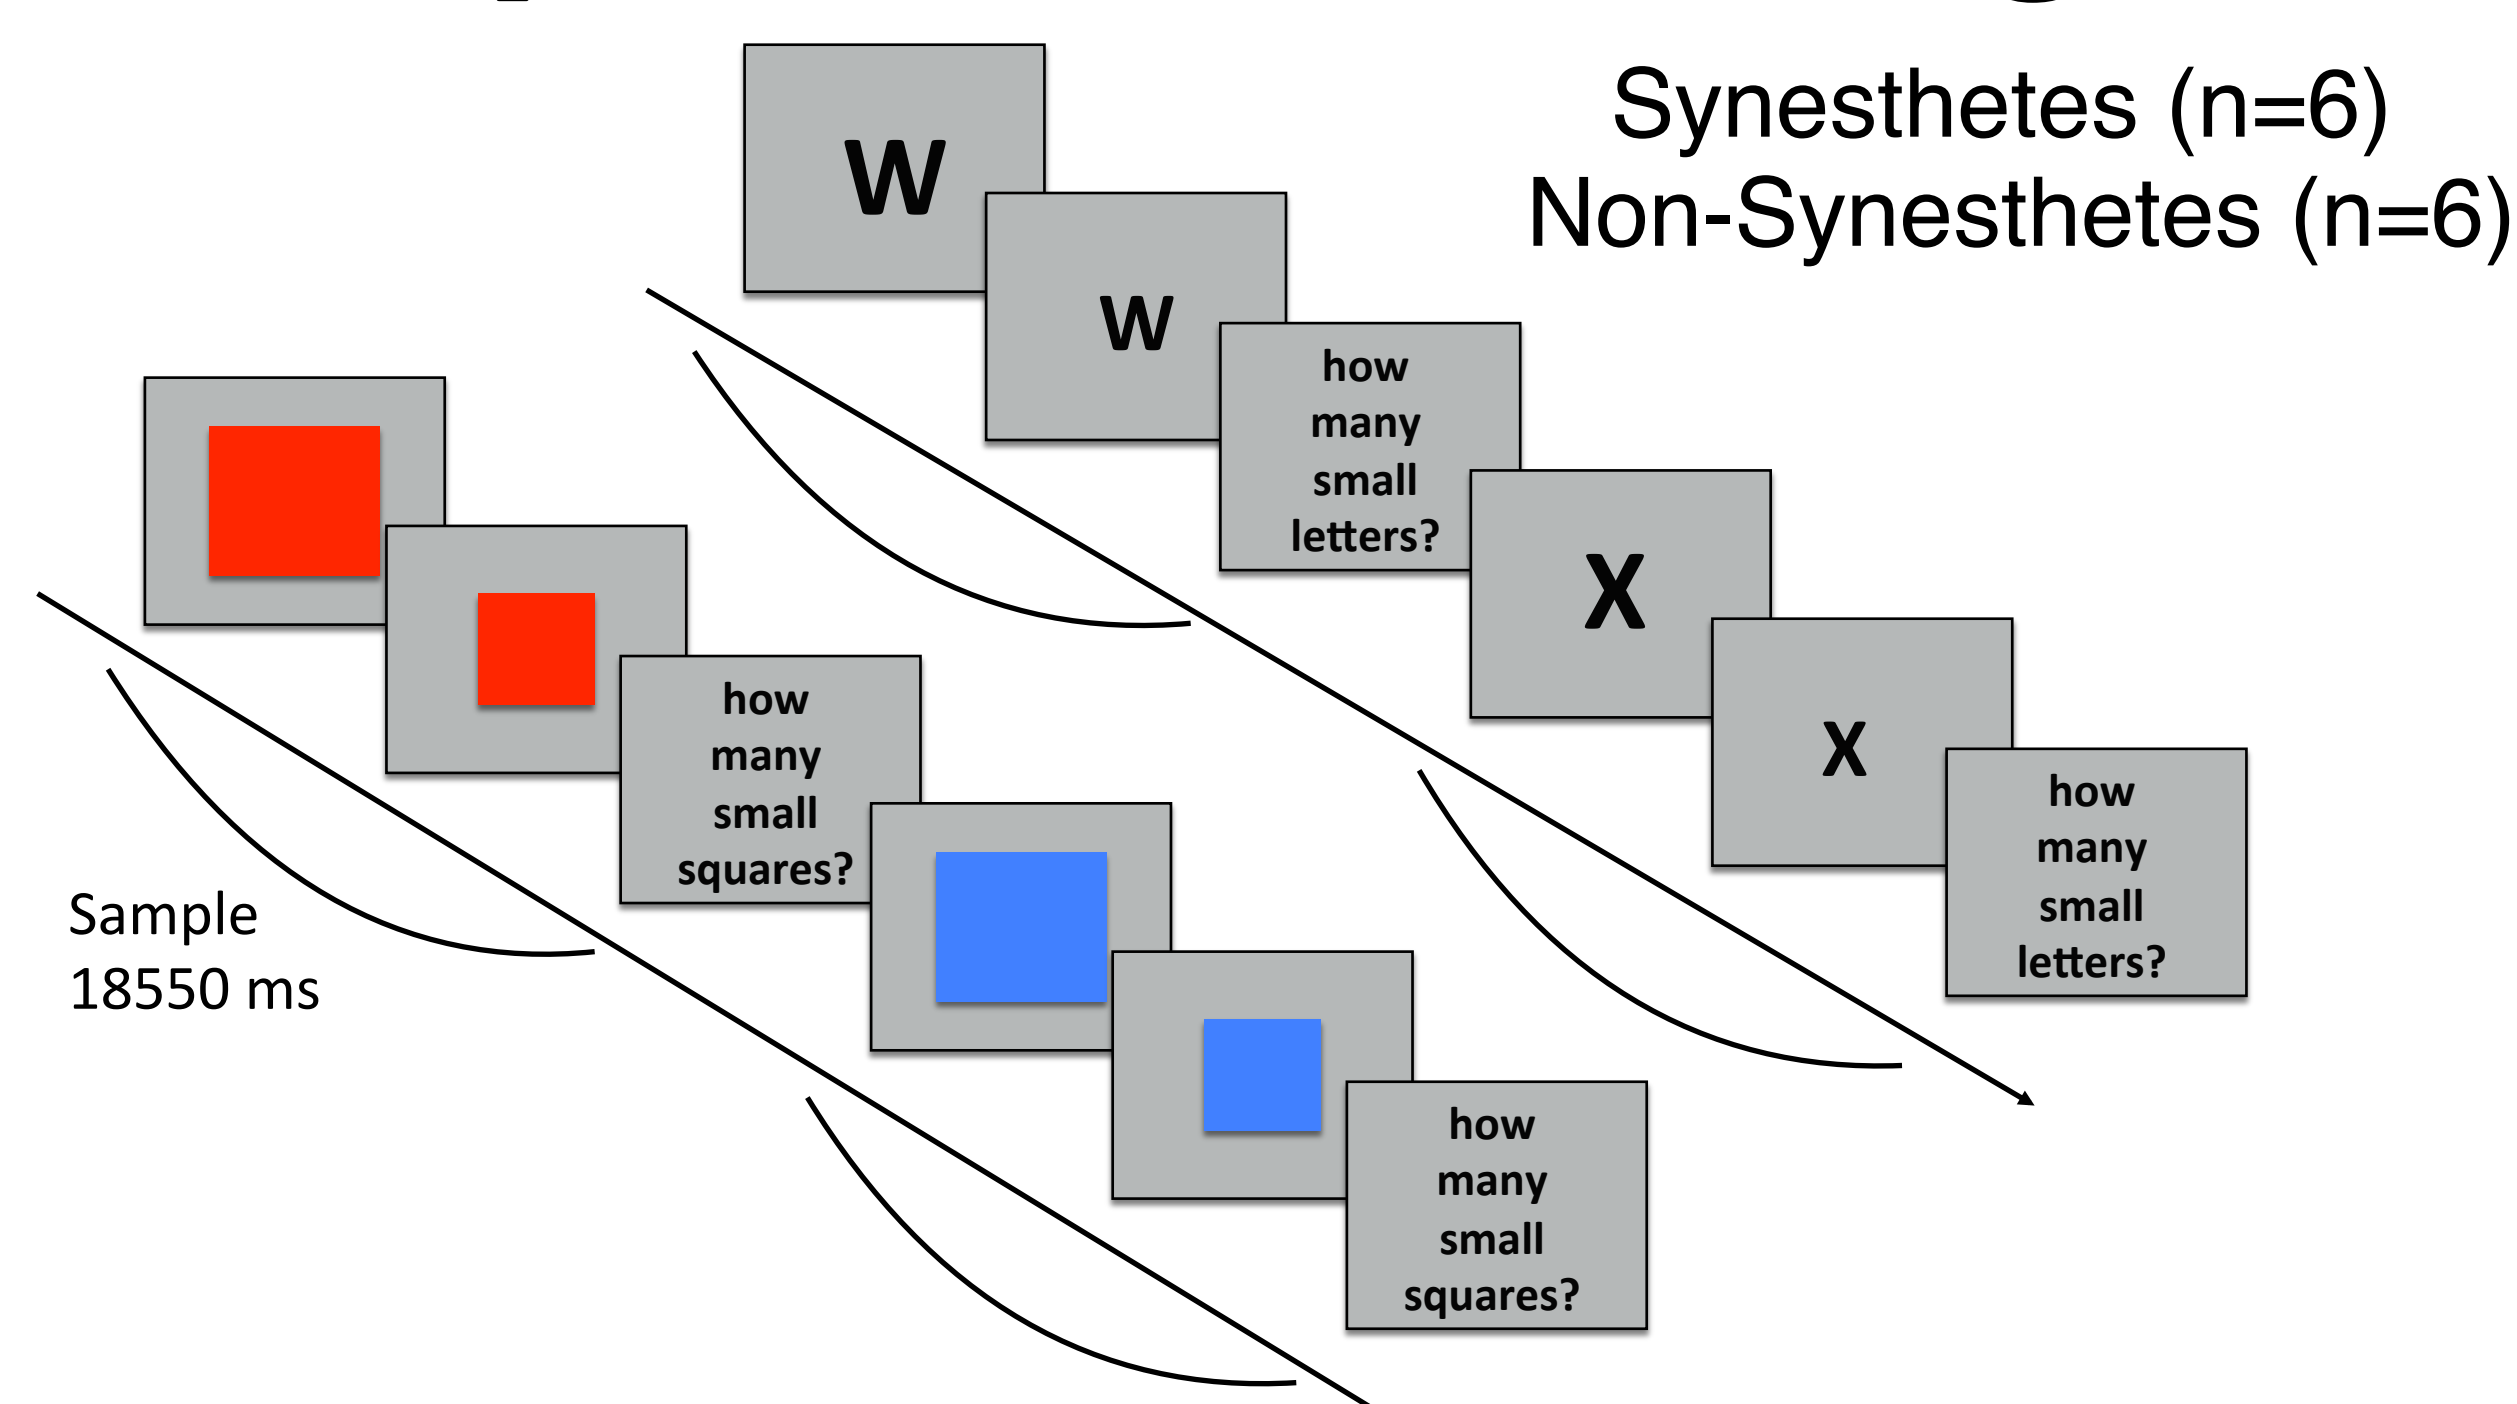 Synesthetes (n=6)
Non-Synesthetes (n=6)
W
W
how
many
small
letters?
X
X
how
many
small
letters?
how
many
small
squares?
how
many
small
squares?
Sample
18550 ms